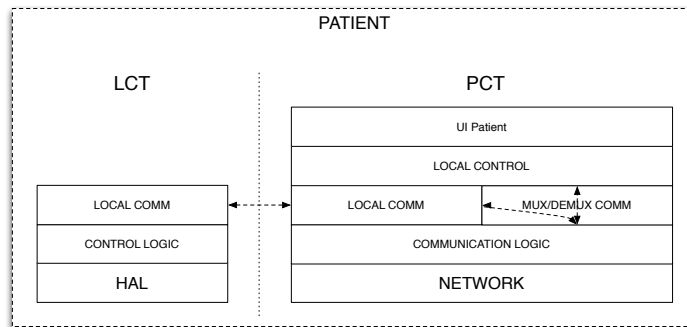 PATIENT
LCT
PCT
UI Patient
LOCAL CONTROL
LOCAL COMM
LOCAL COMM
MUX/DEMUX COMM
CONTROL LOGIC
COMMUNICATION LOGIC
HAL
NETWORK